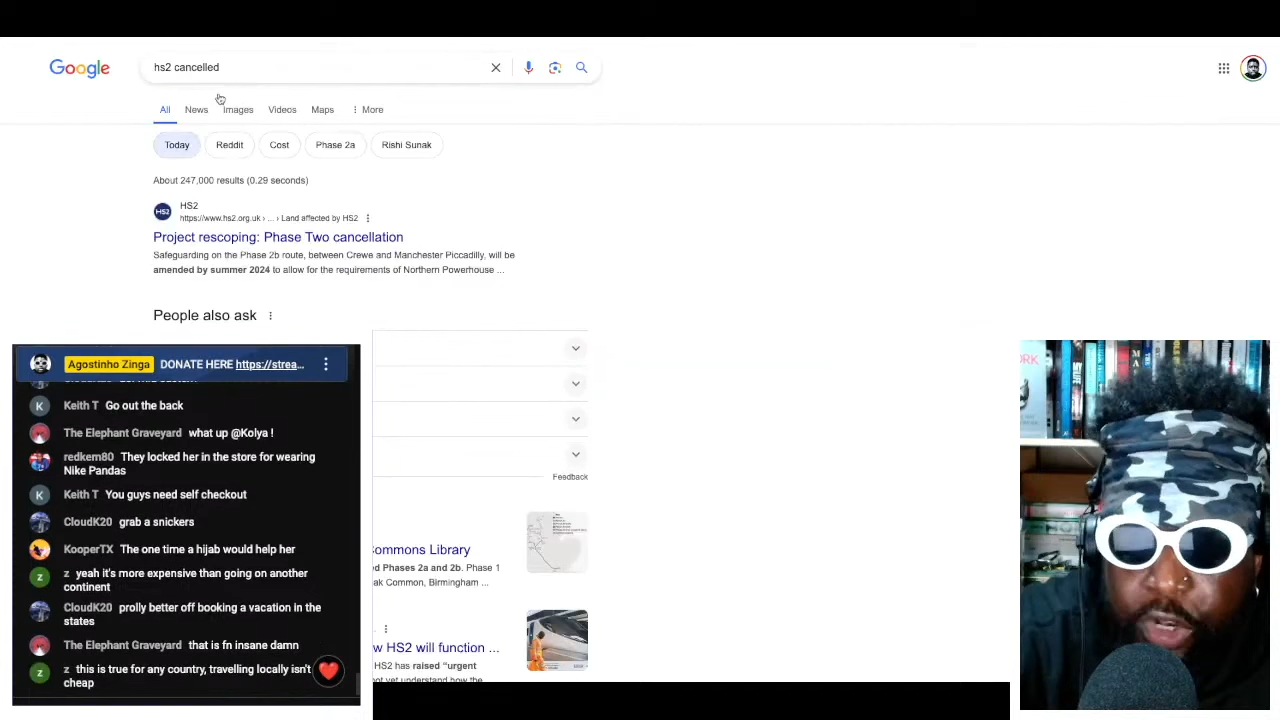 Google
hs2 cancelled
All News Images Videos Maps More
Today Reddit Cost Phase 2a Rishi Sunak
About 247,000 results (0.29 seconds)
HS2
HS2
https://www.hs2.org.uk › ... › Land affected by HS2
Project rescoping: Phase Two cancellation
Safeguarding on the Phase 2b route, between Crewe and Manchester Piccadilly, will be
amended by summer 2024 to allow for the requirements of Northern Powerhouse ...
People also ask
Feedback
ommons Library
d Phases 2a and 2b. Phase 1
ak Common, Birmingham ...
w HS2 will function ...
HS2 has raised “urgent
not yet understand how the
Agostinho Zinga DONATE HERE https://strea...
Keith T Go out the back
The Elephant Graveyard what up @Kolya !
redkem80 They locked her in the store for wearing
Nike Pandas
Keith T You guys need self checkout
CloudK20 grab a snickers
KooperTX The one time a hijab would help her
z yeah it's more expensive than going on another
continent
CloudK20 prolly better off booking a vacation in the
states
The Elephant Graveyard that is fn insane damn
z this is true for any country, travelling locally isn't
cheap